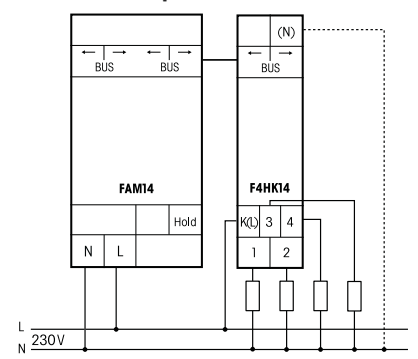 (N)
BUS BUS BUS
FAM14 F4HK14
Hold K(L) 3 4
N L 1 2
L
230V
N